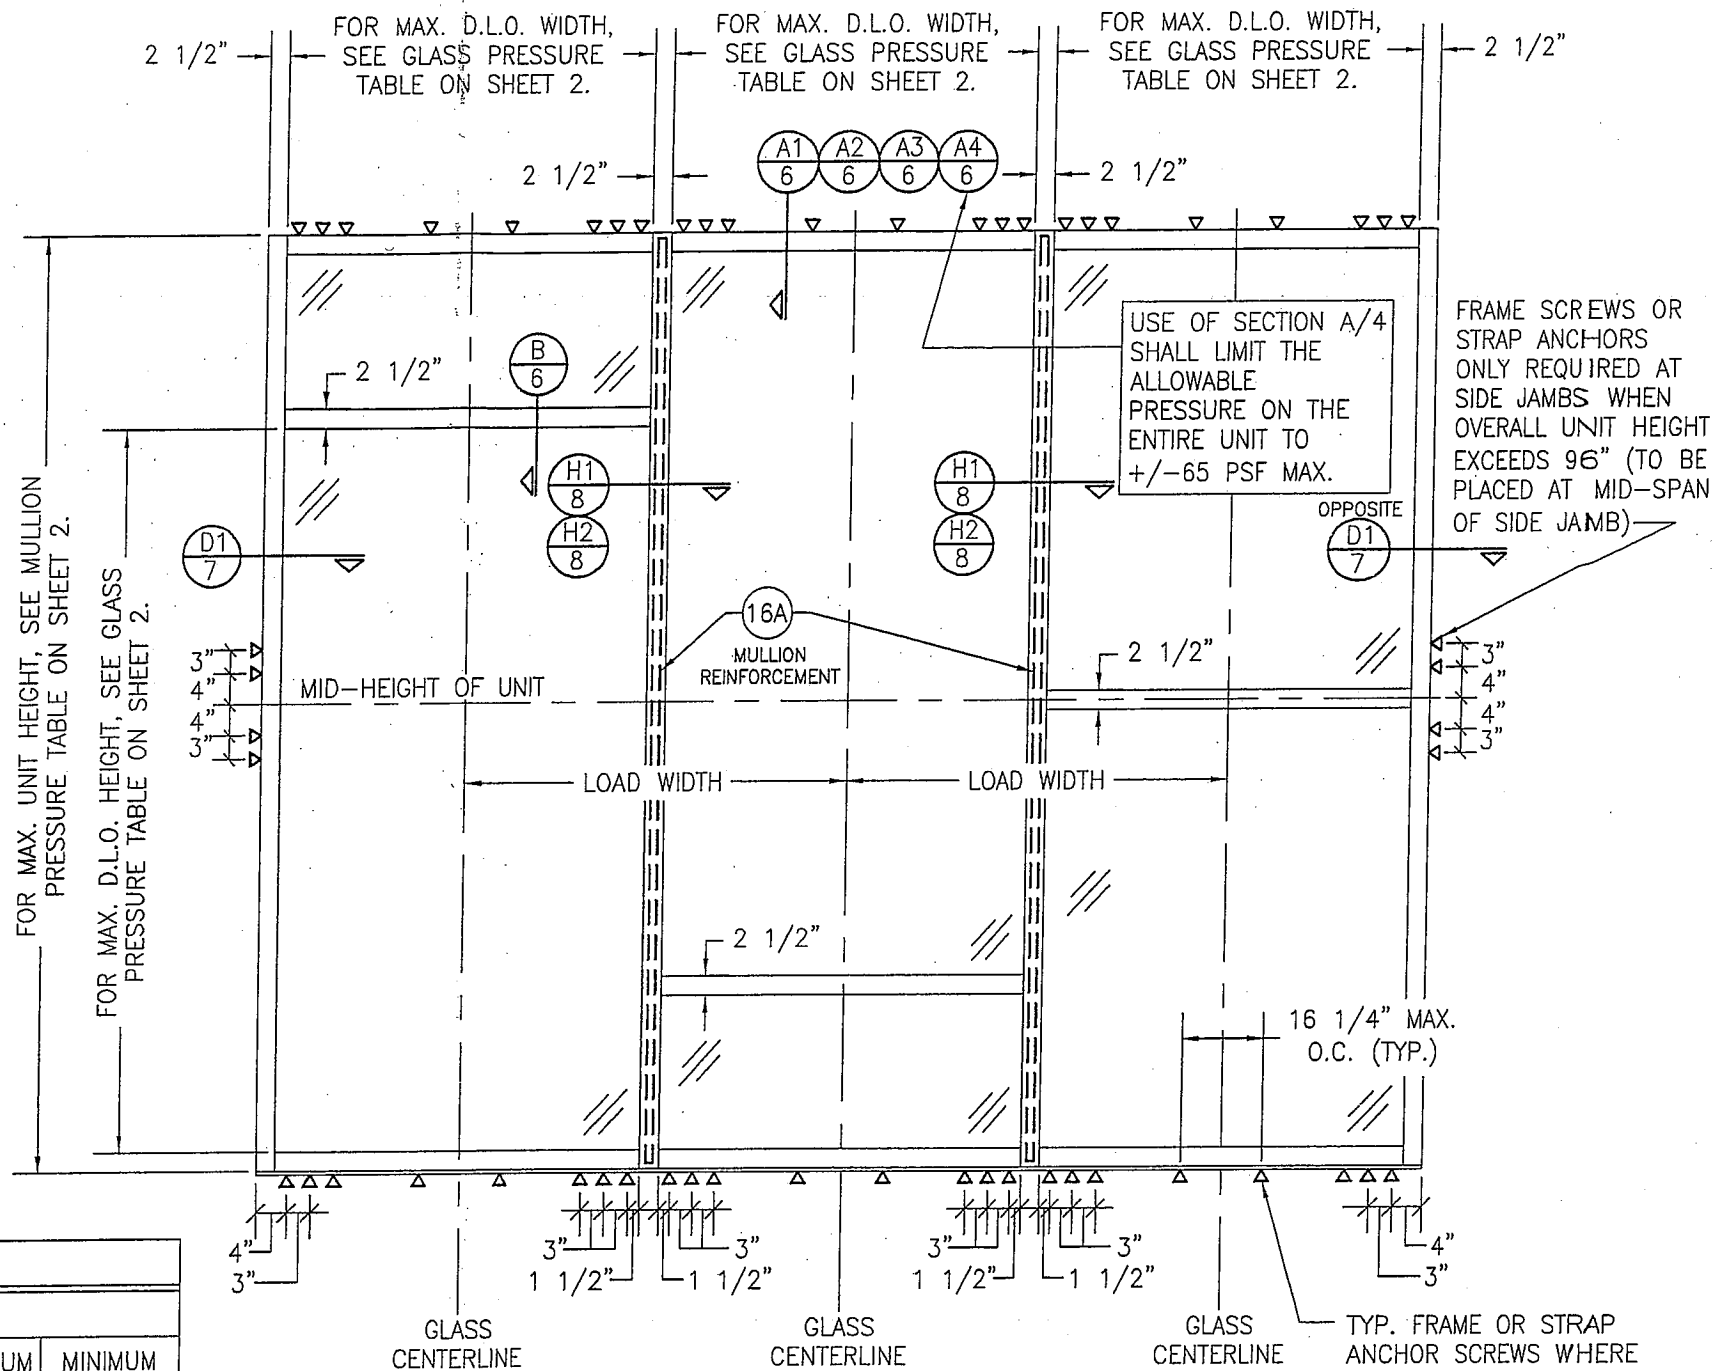 FOR MAX. D.L.O. WIDTH,
SEE GLASS PRESSURE
TABLE ON SHEET 2.
FOR MAX. D.L.O. WIDTH,
SEE GLASS PRESSURE
TABLE ON SHEET 2.
FOR MAX. D.L.O. WIDTH,
SEE GLASS PRESSURE
TABLE ON SHEET 2.
2 1/2"
2 1/2"
2 1/2"
2 1/2"
A1
6
A2
6
A3
6
A4
6
USE OF SECTION A/4
SHALL LIMIT THE
ALLOWABLE
PRESSURE ON THE
ENTIRE UNIT TO
+/-65 PSF MAX.
FRAME SCREWS OR
STRAP ANCHORS
ONLY REQUIRED AT
SIDE JAMBS WHEN
OVERALL UNIT HEIGHT
EXCEEDS 96" (TO BE
PLACED AT MID-SPAN
OF SIDE JAMB)
2 1/2"
B
6
H1
8
H2
8
H1
8
H2
8
D1
7
OPPOSITE
D1
7
FOR MAX. UNIT HEIGHT, SEE MULLION
PRESSURE TABLE ON SHEET 2.
FOR MAX. D.L.O. HEIGHT, SEE GLASS
PRESSURE TABLE ON SHEET 2.
16A
MULLION
REINFORCEMENT
2 1/2"
3"
4"
4"
3"
MID-HEIGHT OF UNIT
3"
4"
4"
3"
LOAD WIDTH
LOAD WIDTH
2 1/2"
16 1/4" MAX.
O.C. (TYP.)
4"
3"
3"
1 1/2"
3"
1 1/2"
3"
1 1/2"
3"
1 1/2"
4"
3"
GLASS
CENTERLINE
GLASS
CENTERLINE
GLASS
CENTERLINE
TYP. FRAME OR STRAP
ANCHOR SCREWS WHERE
UM
MINIMUM